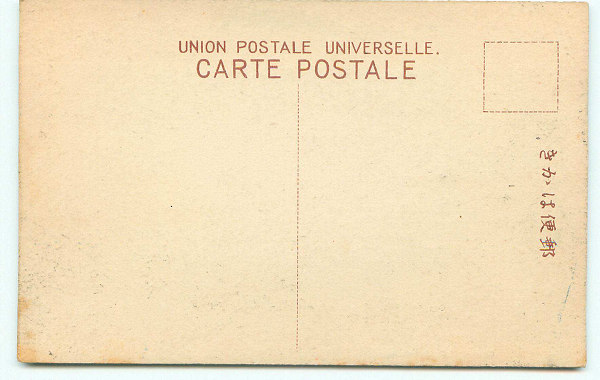 UNION POSTALE UNIVERSELLE.
CARTE POSTALE
きかは便郵